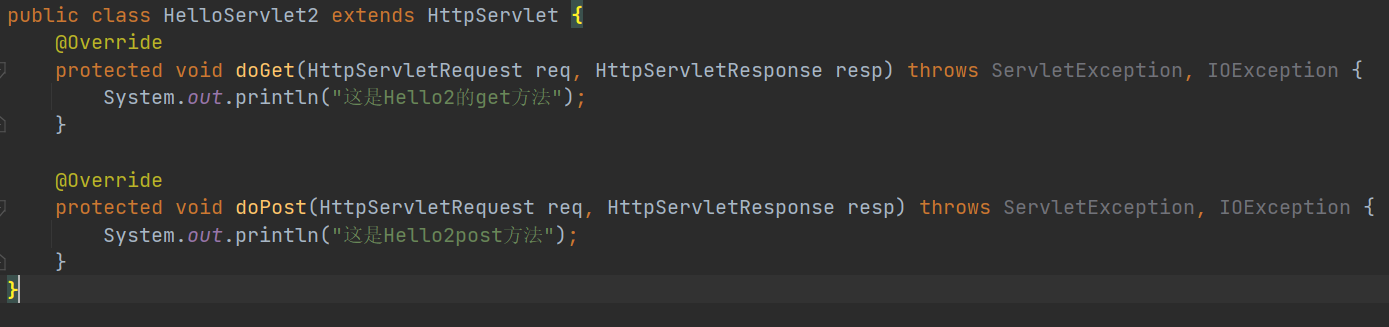 public class HelloServlet2 extends HttpServlet {
@Override
protected void doGet(HttpServletRequest req, HttpServletResponse resp) throws ServletException, IOException {
System.out.println("这是Hello2的get方法");
}
@Override
protected void doPost(HttpServletRequest req, HttpServletResponse resp) throws ServletException, IOException {
System.out.println("这是Hello2post方法");
}
}